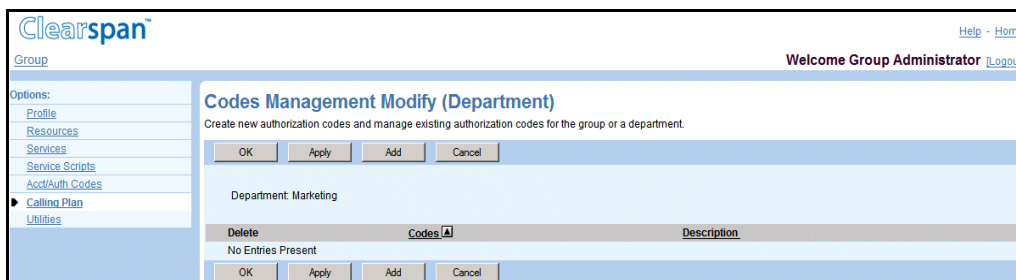 Clearspan™
Help - Hom
Group
Welcome Group Administrator [Logou
Options:
Profile
Resources
Services
Service Scripts
Acct/Auth Codes
Calling Plan
Utilities
Codes Management Modify (Department)
Create new authorization codes and manage existing authorization codes for the group or a department.
OK Apply Add Cancel
Department: Marketing
Delete Codes Description
No Entries Present
OK Apply Add Cancel